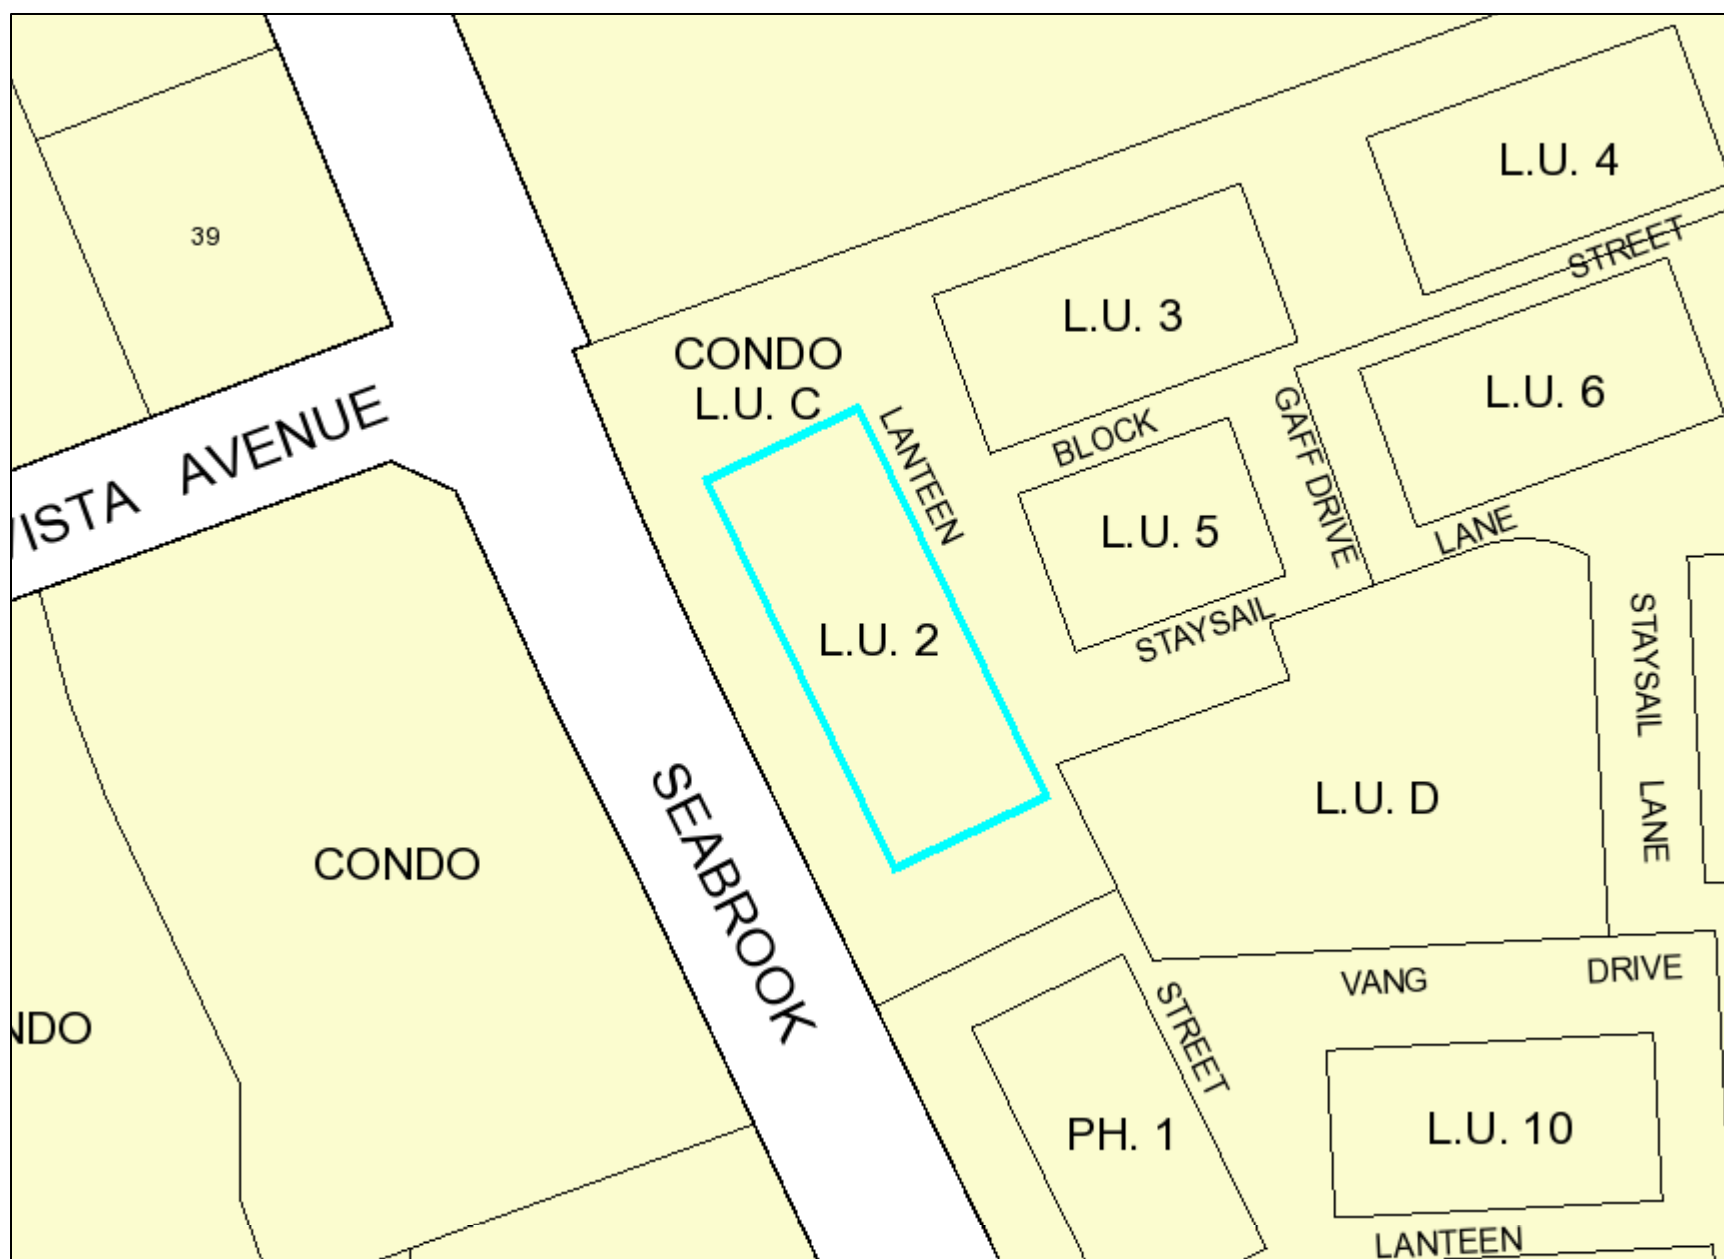 L.U. 4
39
STREET
L.U. 3
CONDO
L.U. C
L.U. 6
VISTA AVENUE
LANTEEN
BLOCK
GAFF DRIVE
L.U. 5
LANE
STAYSAIL
L.U. 2
STAYSAIL LANE
L.U. D
SEABROOK
CONDO
VANG DRIVE
NDO
STREET
PH. 1
L.U. 10
LANTEEN